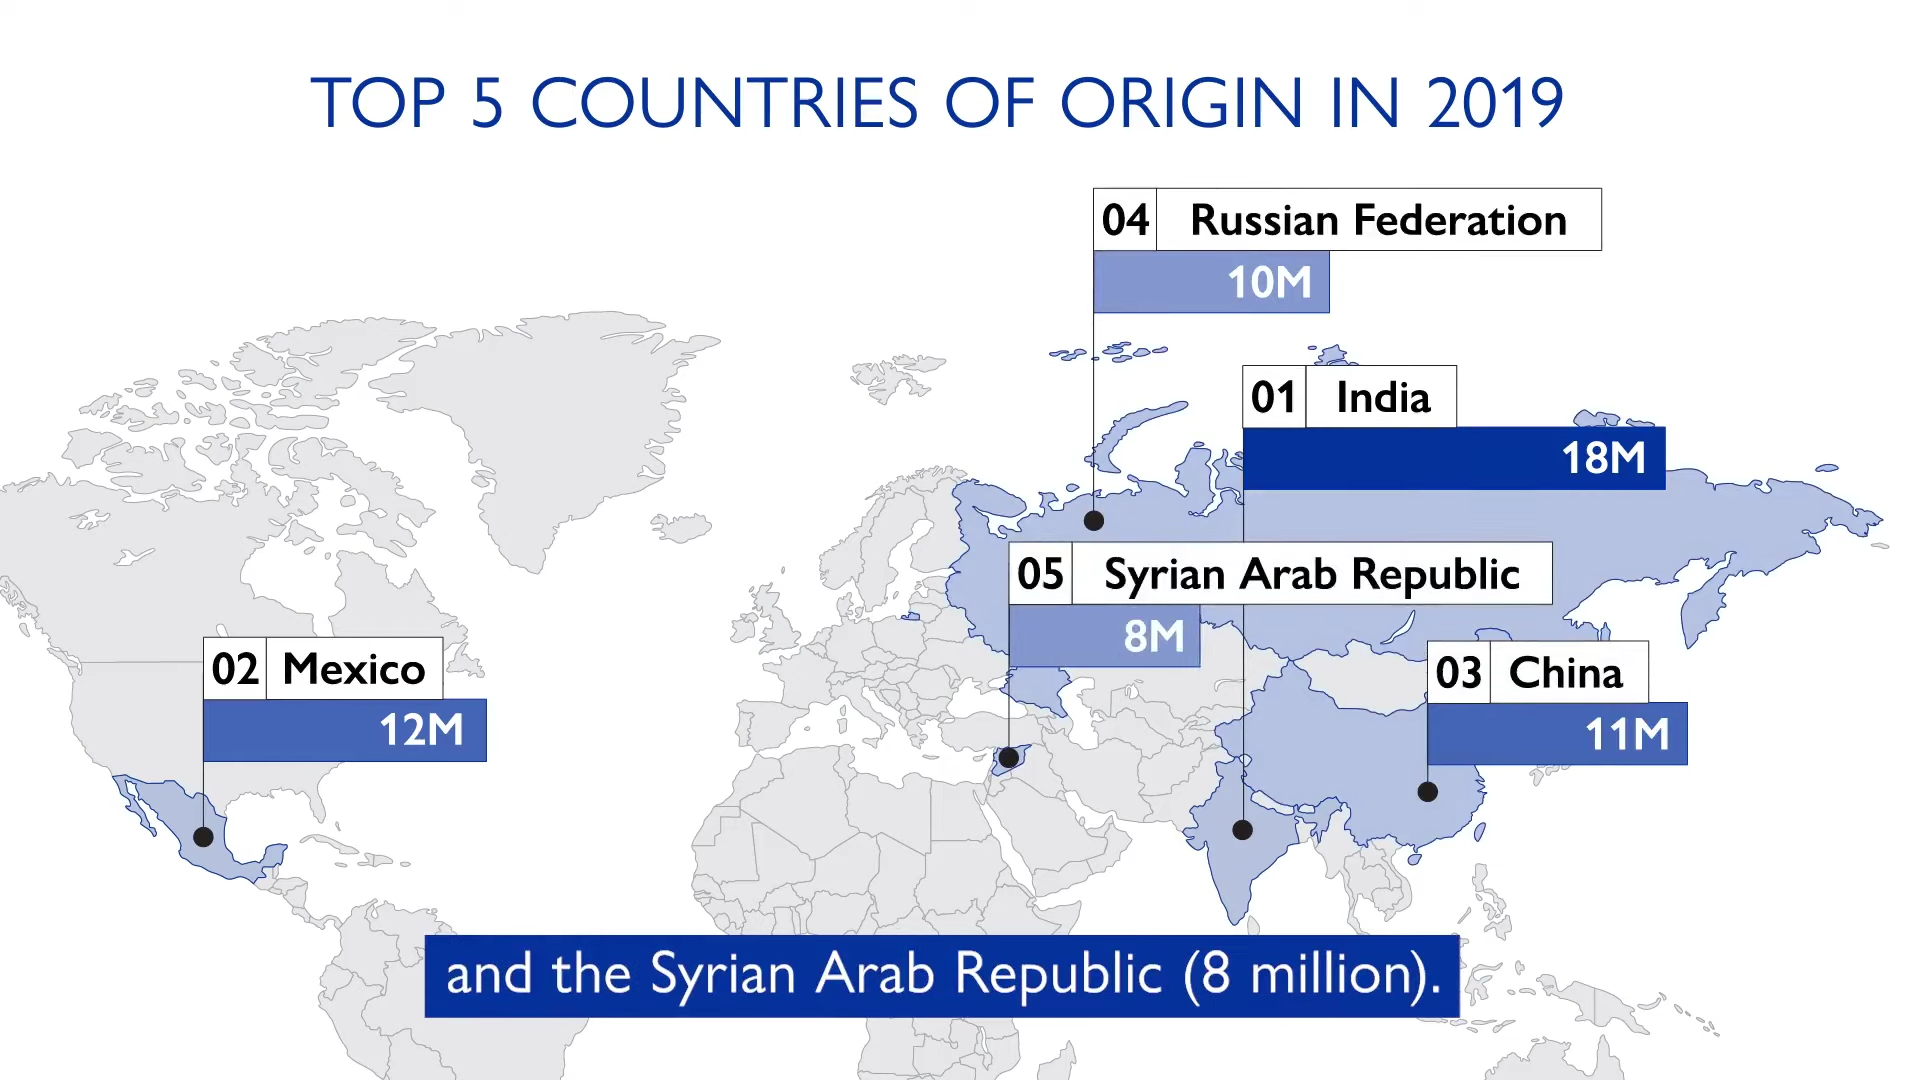 TOP 5 COUNTRIES OF ORIGIN IN 2019
04 Russian Federation
10M
01 India
18M
05 Syrian Arab Republic
8M
02 Mexico
12M
03 China
11M
and the Syrian Arab Republic (8 million).